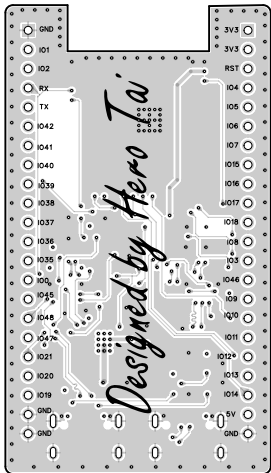 GND
IO1
IO2
RX
TX
IO42
IO41
IO40
IO39
IO38
IO37
IO36
IO35
IO0
IO45
IO48
IO47
IO21
IO20
IO19
GND
GND
Designed by Hero Tai
3V3
3V3
RST
IO4
IO5
IO6
IO7
IO15
IO16
IO17
IO18
IO8
IO3
IO46
IO9
IO10
IO11
IO12
IO13
IO14
5V
GND